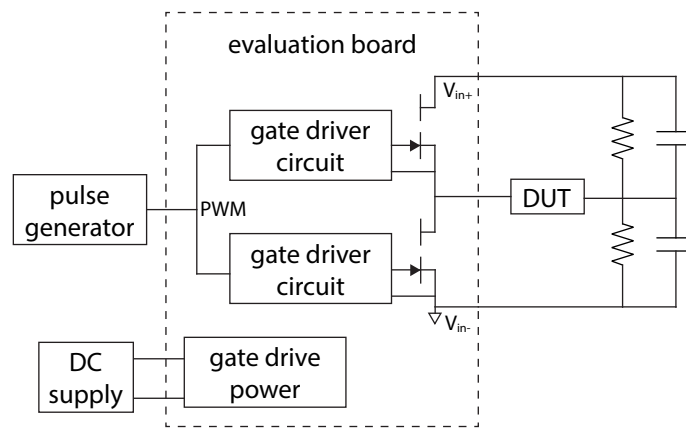 evaluation board
V_in+
gate driver
circuit
pulse
generator
PWM
DUT
gate driver
circuit
V_in-
DC
supply
gate drive
power